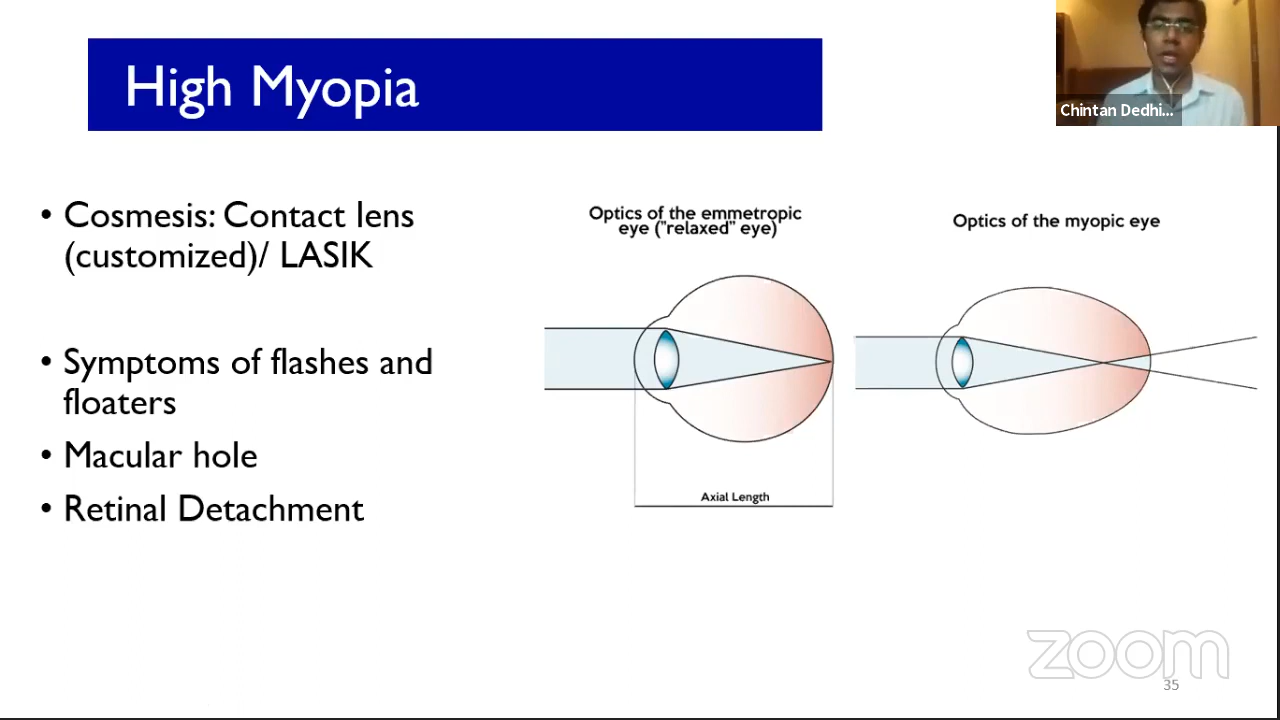 High Myopia
Chintan Dedhi...
• Cosmesis: Contact lens
(customized)/ LASIK
• Symptoms of flashes and
floaters
• Macular hole
• Retinal Detachment
Optics of the emmetropic
eye ("relaxed" eye)
Axial Length
Optics of the myopic eye
zoom
35